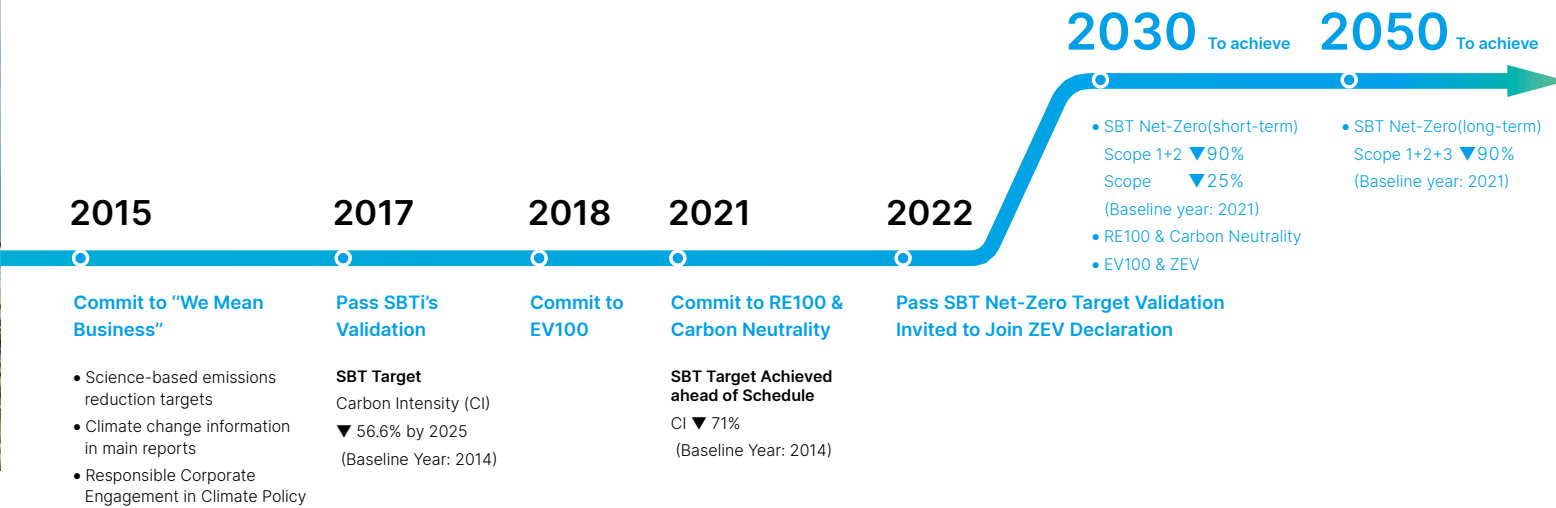 2015
Commit to “We Mean
Business”
• Science-based emissions
reduction targets
• Climate change information
in main reports
• Responsible Corporate
Engagement in Climate Policy
2017
Pass SBTi’s
Validation
SBT Target
Carbon Intensity (CI)
▼ 56.6% by 2025
(Baseline Year: 2014)
2018
Commit to
EV100
2021
Commit to RE100 &
Carbon Neutrality
SBT Target Achieved
ahead of Schedule
CI ▼ 71%
(Baseline Year: 2014)
2022
Pass SBT Net-Zero Target Validation
Invited to Join ZEV Declaration
2030 To achieve
• SBT Net-Zero(short-term)
Scope 1+2 ▼90%
Scope ▼25%
(Baseline year: 2021)
• RE100 & Carbon Neutrality
• EV100 & ZEV
2050 To achieve
• SBT Net-Zero(long-term)
Scope 1+2+3 ▼90%
(Baseline year: 2021)